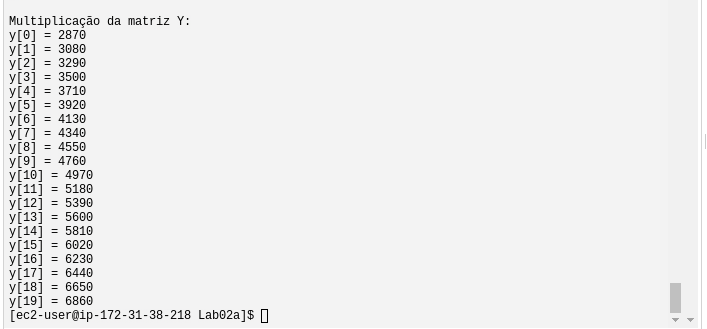 Multiplicação da matriz Y:
y[0] = 2870
y[1] = 3080
y[2] = 3290
y[3] = 3500
y[4] = 3710
y[5] = 3920
y[6] = 4130
y[7] = 4340
y[8] = 4550
y[9] = 4760
y[10] = 4970
y[11] = 5180
y[12] = 5390
y[13] = 5600
y[14] = 5810
y[15] = 6020
y[16] = 6230
y[17] = 6440
y[18] = 6650
y[19] = 6860
[ec2-user@ip-172-31-38-218 Lab02a]$